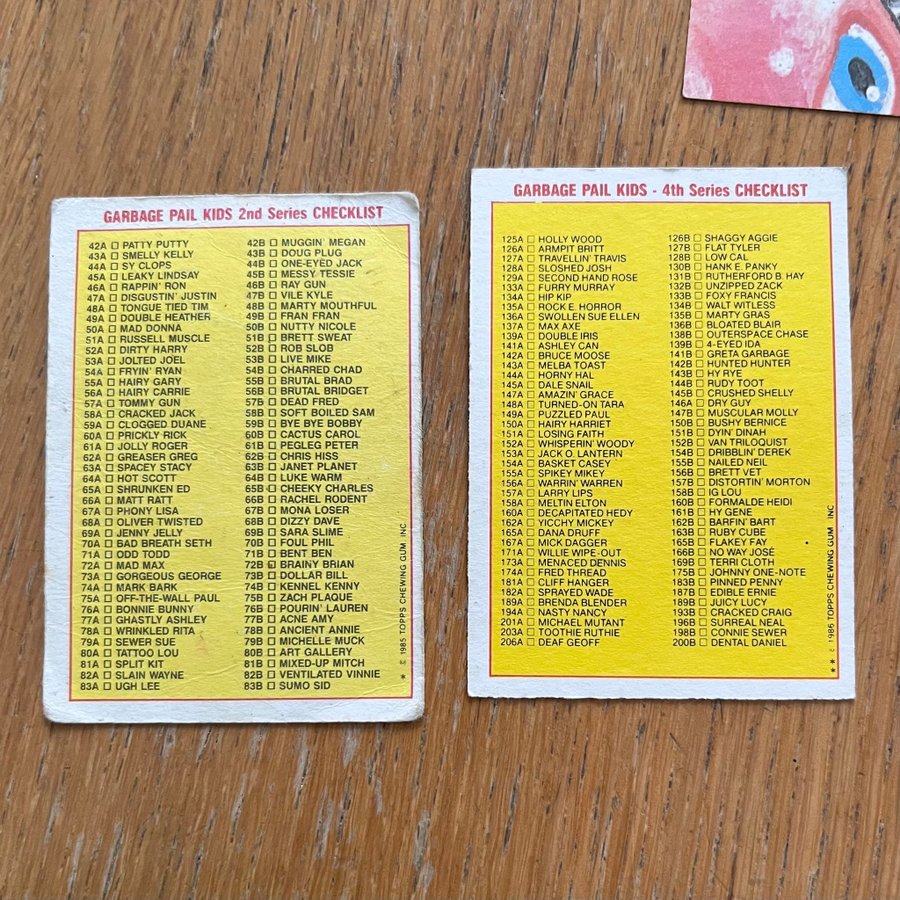 GARBAGE PAIL KIDS 2nd Series CHECKLIST
42A PATTY PUTTY
43A SMELLY KELLY
44A SY CLOPS
45A LEAKY LINDSAY
46A RAPPIN' RON
47A DISGUSTIN' JUSTIN
48A TONGUE TIED TIM
49A DOUBLE HEATHER
50A MAD DONNA
51A RUSSELL MUSCLE
52A DIRTY HARRY
53A JOLTED JOEL
54A FRYIN' RYAN
55A HAIRY GARY
56A HAIRY CARRIE
57A TOMMY GUN
58A CRACKED JACK
59A CLOGGED DUANE
60A PRICKLY RICK
61A JOLLY ROGER
62A GREASER GREG
63A SPACEY STACY
64A HOT SCOTT
65A SHRUNKEN ED
66A MATT RATT
67A PHONY LISA
68A OLIVER TWISTED
69A JENNY JELLY
70A BAD BREATH SETH
71A ODD TODD
72A MAD MAX
73A GORGEOUS GEORGE
74A MARK BARK
75A OFF-THE-WALL PAUL
76A BONNIE BUNNY
77A GHASTLY ASHLEY
78A WRINKLED RITA
79A SEWER SUE
80A TATTOO LOU
81A SPLIT KIT
82A SLAIN WAYNE
83A UGH LEE
42B MUGGIN' MEGAN
43B DOUG PLUG
44B ONE-EYED JACK
45B MESSY TESSIE
46B RAY GUN
47B VILE KYLE
48B MARTY MOUTHFUL
49B FRAN FRAN
50B NUTTY NICOLE
51B BRETT SWEAT
52B ROB SLOB
53B LIVE MIKE
54B CHARRED CHAD
55B BRUTAL BRAD
56B BRUTAL BRIDGET
57B DEAD FRED
58B SOFT BOILED SAM
59B BYE BYE BOBBY
60B CACTUS CAROL
61B PEGLEG PETER
62B CHRIS HISS
63B JANET PLANET
64B LUKE WARM
65B CHEEKY CHARLES
66B RACHEL RODENT
67B MONA LOSER
68B DIZZY DAVE
69B SARA SLIME
70B FOUL PHIL
71B BENT BEN
72B BRAINY BRIAN
73B DOLLAR BILL
74B KENNEL KENNY
75B ZACH PLAQUE
76B POURIN' LAUREN
77B ACNE AMY
78B ANCIENT ANNIE
79B MICHELLE MUCK
80B ART GALLERY
81B MIXED-UP MITCH
82B VENTILATED VINNIE
83B SUMO SID
* © 1985 TOPPS CHEWING GUM INC
GARBAGE PAIL KIDS - 4th Series CHECKLIST
125A HOLLY WOOD
126A ARMPIT BRITT
127A TRAVELLIN' TRAVIS
128A SLOSHED JOSH
129A SECOND HAND ROSE
133A FURRY MURRAY
134A HIP KIP
135A ROCK E. HORROR
136A SWOLLEN SUE ELLEN
137A MAX AXE
139A DOUBLE IRIS
141A ASHLEY CAN
142A BRUCE MOOSE
143A MELBA TOAST
144A HORNY HAL
145A DALE SNAIL
147A AMAZIN' GRACE
148A TURNED-ON TARA
149A PUZZLED PAUL
150A HAIRY HARRIET
151A LOSING FAITH
152A WHISPERIN' WOODY
153A JACK O. LANTERN
154A BASKET CASEY
155A SPIKEY MIKEY
156A WARRIN' WARREN
157A LARRY LIPS
158A MELTIN ELTON
160A DECAPITATED HEDY
162A YICCHY MICKEY
165A DANA DRUFF
167A MICK DAGGER
171A WILLIE WIPE-OUT
173A MENACED DENNIS
174A FRED THREAD
181A CLIFF HANGER
182A SPRAYED WADE
189A BRENDA BLENDER
194A NASTY NANCY
201A MICHAEL MUTANT
203A TOOTHIE RUTHIE
206A DEAF GEOFF
126B SHAGGY AGGIE
127B FLAT TYLER
128B LOW CAL
130B HANK E. PANKY
131B RUTHERFORD B. HAY
132B UNZIPPED ZACK
133B FOXY FRANCIS
134B WALT WITLESS
135B MARTY GRAS
136B BLOATED BLAIR
138B OUTERSPACE CHASE
139B 4-EYED IDA
141B GRETA GARBAGE
142B HUNTED HUNTER
143B HY RYE
144B RUDY TOOT
145B CRUSHED SHELLY
146A DRY GUY
147B MUSCULAR MOLLY
150B BUSHY BERNICE
151B DYIN' DINAH
152B VAN TRILOQUIST
154B DRIBBLIN' DEREK
155B NAILED NEIL
156B BRETT VET
157B DISTORTIN' MORTON
158B IG LOU
160B FORMALDE HEIDI
161B HY GENE
162B BARFIN' BART
163B RUBY CUBE
165B FLAKEY FAY
166B NO WAY JOSÉ
169B TERRI CLOTH
175B JOHNNY ONE-NOTE
183B PINNED PENNY
187B EDIBLE ERNIE
189B JUICY LUCY
193B CRACKED CRAIG
196B SURREAL NEAL
198B CONNIE SEWER
200B DENTAL DANIEL
** © 1986 TOPPS CHEWING GUM INC